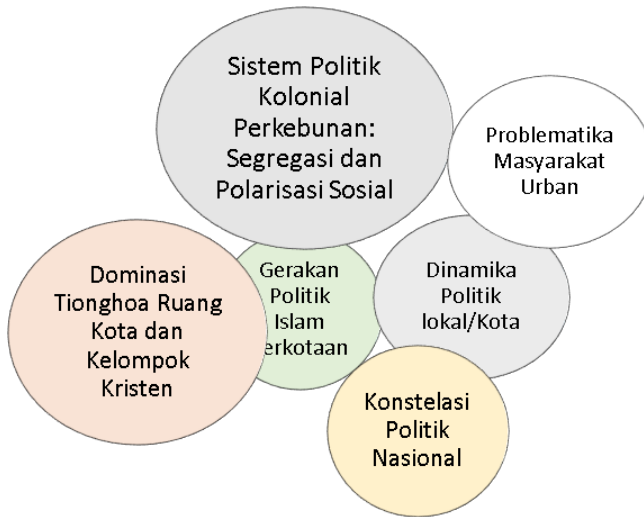 Sistem Politik
Kolonial
Perkebunan:
Segregasi dan
Polarisasi Sosial
Problematika
Masyarakat
Urban
Dominasi
Tionghoa Ruang
Kota dan
Kelompok
Kristen
Gerakan
Politik
Islam
erkotaan
Dinamika
Politik
lokal/Kota
Konstelasi
Politik
Nasional